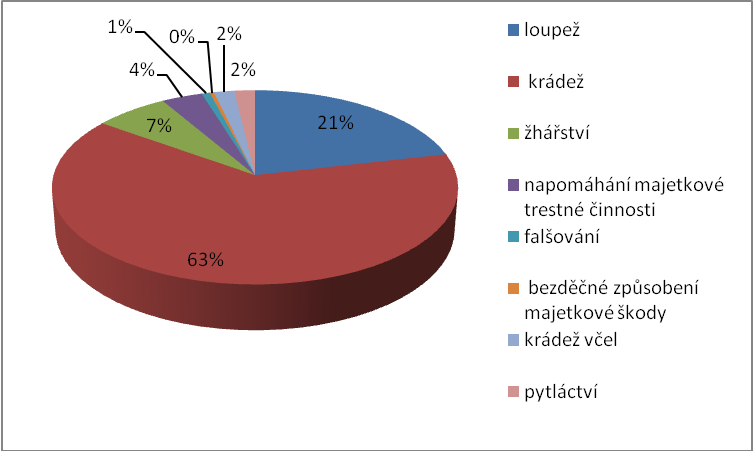 1%
0%
2%
4%
2%
7%
21%
63%
loupež
krádež
žhářství
napomáhání majetkové
trestné činnosti
falšování
bezděčné způsobení
majetkové škody
krádež včel
pytláctví